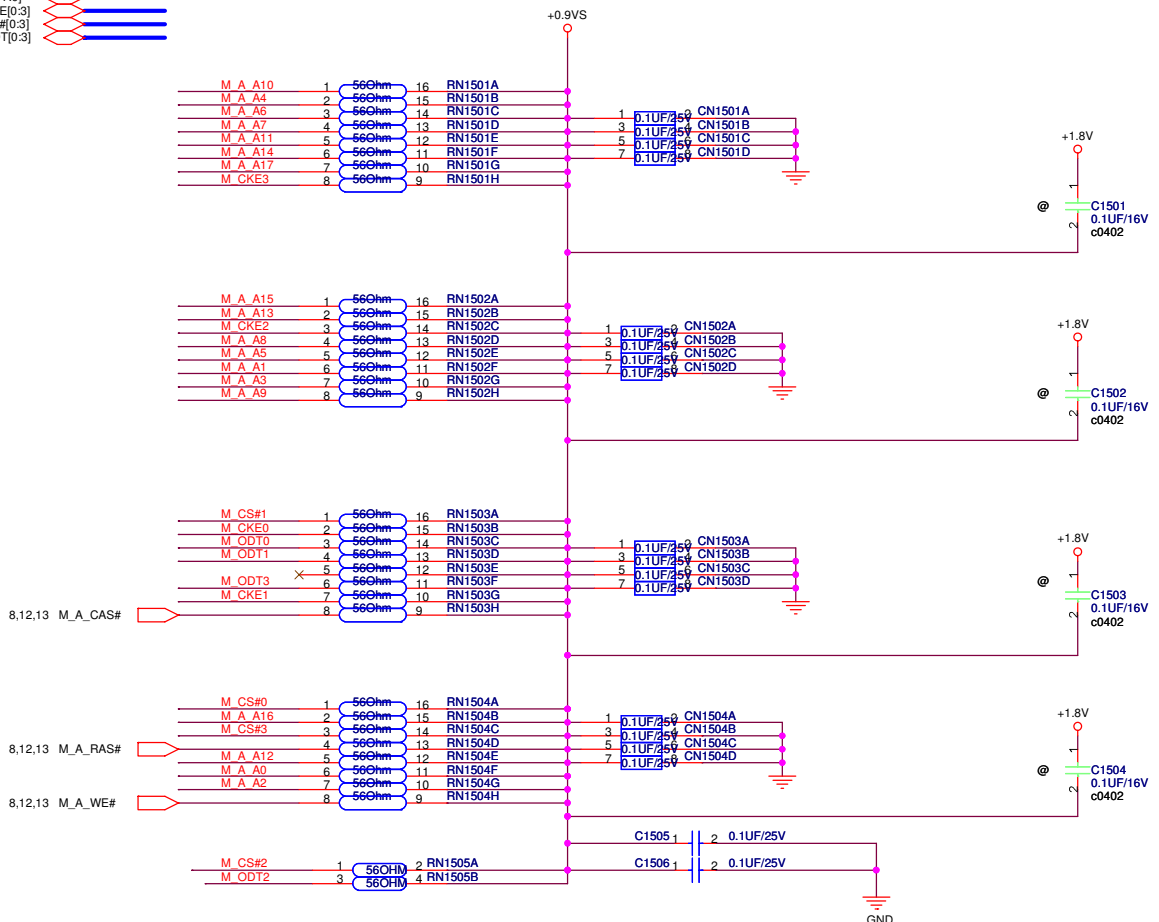 E[0:3]
#[0:3]
T[0:3]
+0.9VS
M_A_A10 1 56Ohm 16 RN1501A
M_A_A4 2 56Ohm 15 RN1501B
M_A_A6 3 56Ohm 14 RN1501C
M_A_A7 4 56Ohm 13 RN1501D
M_A_A11 5 56Ohm 12 RN1501E
M_A_A14 6 56Ohm 11 RN1501F
M_A_A17 7 56Ohm 10 RN1501G
M_CKE3 8 56Ohm 9 RN1501H
1 0.1UF/25V 2 CN1501A
3 0.1UF/25V CN1501B
5 0.1UF/25V CN1501C
7 0.1UF/25V CN1501D
+1.8V
1
@ C1501
0.1UF/16V
2 c0402
M_A_A15 1 56Ohm 16 RN1502A
M_A_A13 2 56Ohm 15 RN1502B
M_CKE2 3 56Ohm 14 RN1502C
M_A_A8 4 56Ohm 13 RN1502D
M_A_A5 5 56Ohm 12 RN1502E
M_A_A1 6 56Ohm 11 RN1502F
M_A_A3 7 56Ohm 10 RN1502G
M_A_A9 8 56Ohm 9 RN1502H
1 0.1UF/25V 2 CN1502A
3 0.1UF/25V CN1502B
5 0.1UF/25V CN1502C
7 0.1UF/25V CN1502D
+1.8V
1
@ C1502
0.1UF/16V
2 c0402
M_CS#1 1 56Ohm 16 RN1503A
M_CKE0 2 56Ohm 15 RN1503B
M_ODT0 3 56Ohm 14 RN1503C
M_ODT1 4 56Ohm 13 RN1503D
5 56Ohm 12 RN1503E
M_ODT3 6 56Ohm 11 RN1503F
M_CKE1 7 56Ohm 10 RN1503G
8,12,13 M_A_CAS# 8 56Ohm 9 RN1503H
1 0.1UF/25V 2 CN1503A
3 0.1UF/25V CN1503B
5 0.1UF/25V CN1503C
7 0.1UF/25V CN1503D
+1.8V
1
@ C1503
0.1UF/16V
2 c0402
M_CS#0 1 56Ohm 16 RN1504A
M_A_A16 2 56Ohm 15 RN1504B
M_CS#3 3 56Ohm 14 RN1504C
8,12,13 M_A_RAS# 4 56Ohm 13 RN1504D
M_A_A12 5 56Ohm 12 RN1504E
M_A_A0 6 56Ohm 11 RN1504F
M_A_A2 7 56Ohm 10 RN1504G
8,12,13 M_A_WE# 8 56Ohm 9 RN1504H
1 0.1UF/25V 2 CN1504A
3 0.1UF/25V CN1504B
5 0.1UF/25V CN1504C
7 0.1UF/25V CN1504D
+1.8V
1
@ C1504
0.1UF/16V
2 c0402
C1505 1 2 0.1UF/25V
C1506 1 2 0.1UF/25V
M_CS#2 1 56OHM 2 RN1505A
M_ODT2 3 56OHM 4 RN1505B
GND